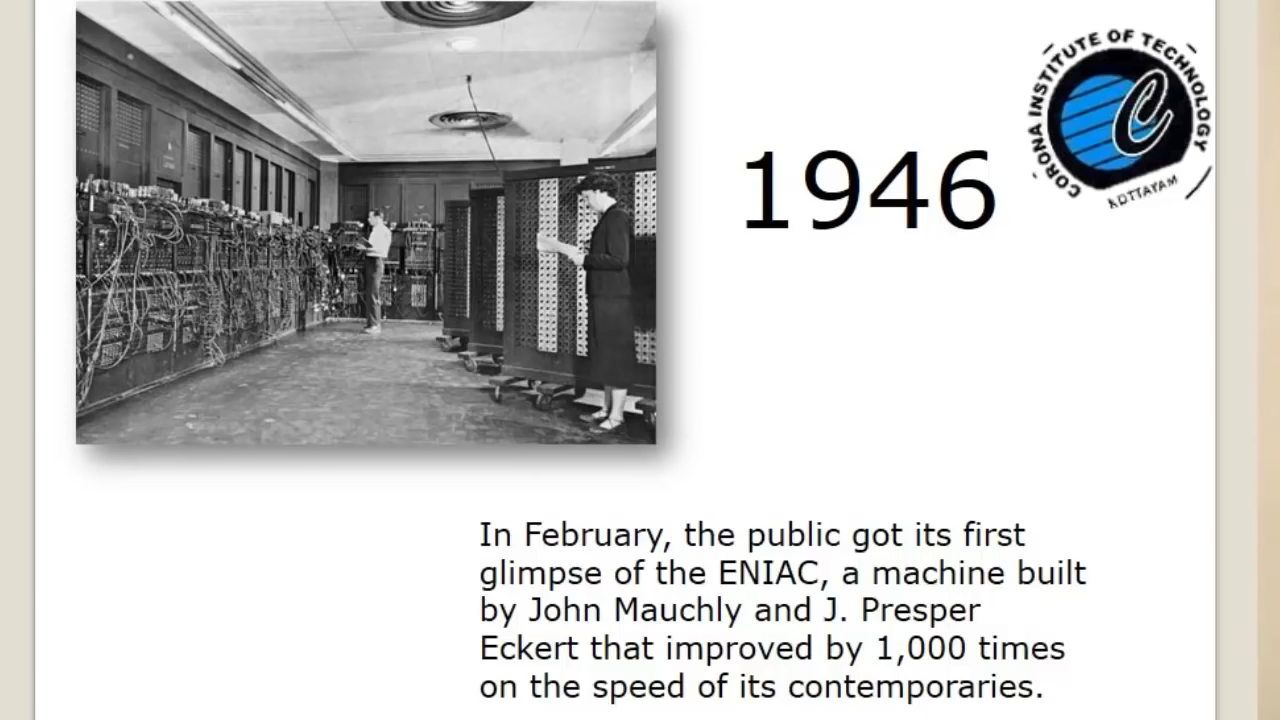 1946
CORONA INSTITUTE OF TECHNOLOGY
KOTTAYAM
C
In February, the public got its first
glimpse of the ENIAC, a machine built
by John Mauchly and J. Presper
Eckert that improved by 1,000 times
on the speed of its contemporaries.